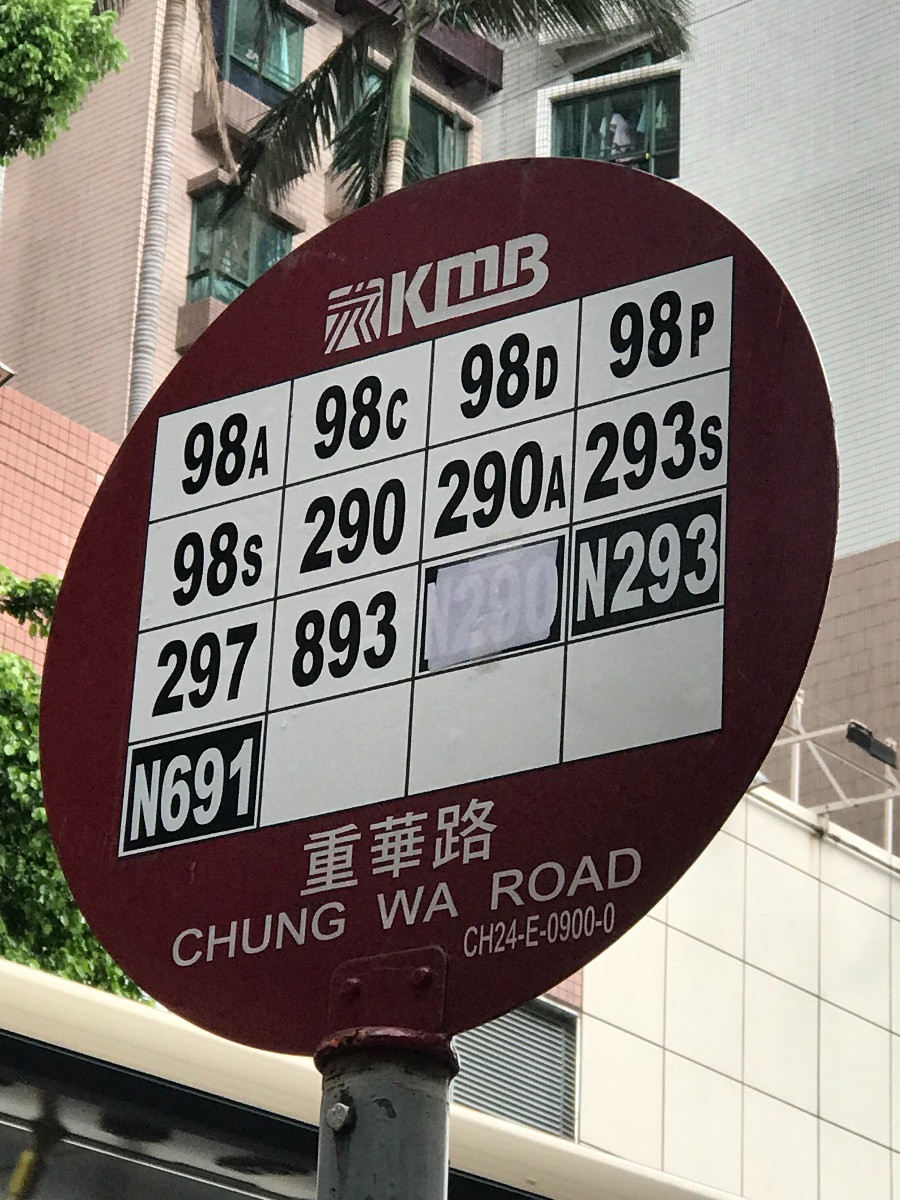 KMB
98A 98C 98D 98P
98S 290 290A 293S
297 893 N290 N293
N691
重華路
CHUNG WA ROAD
CH24-E-0900-0